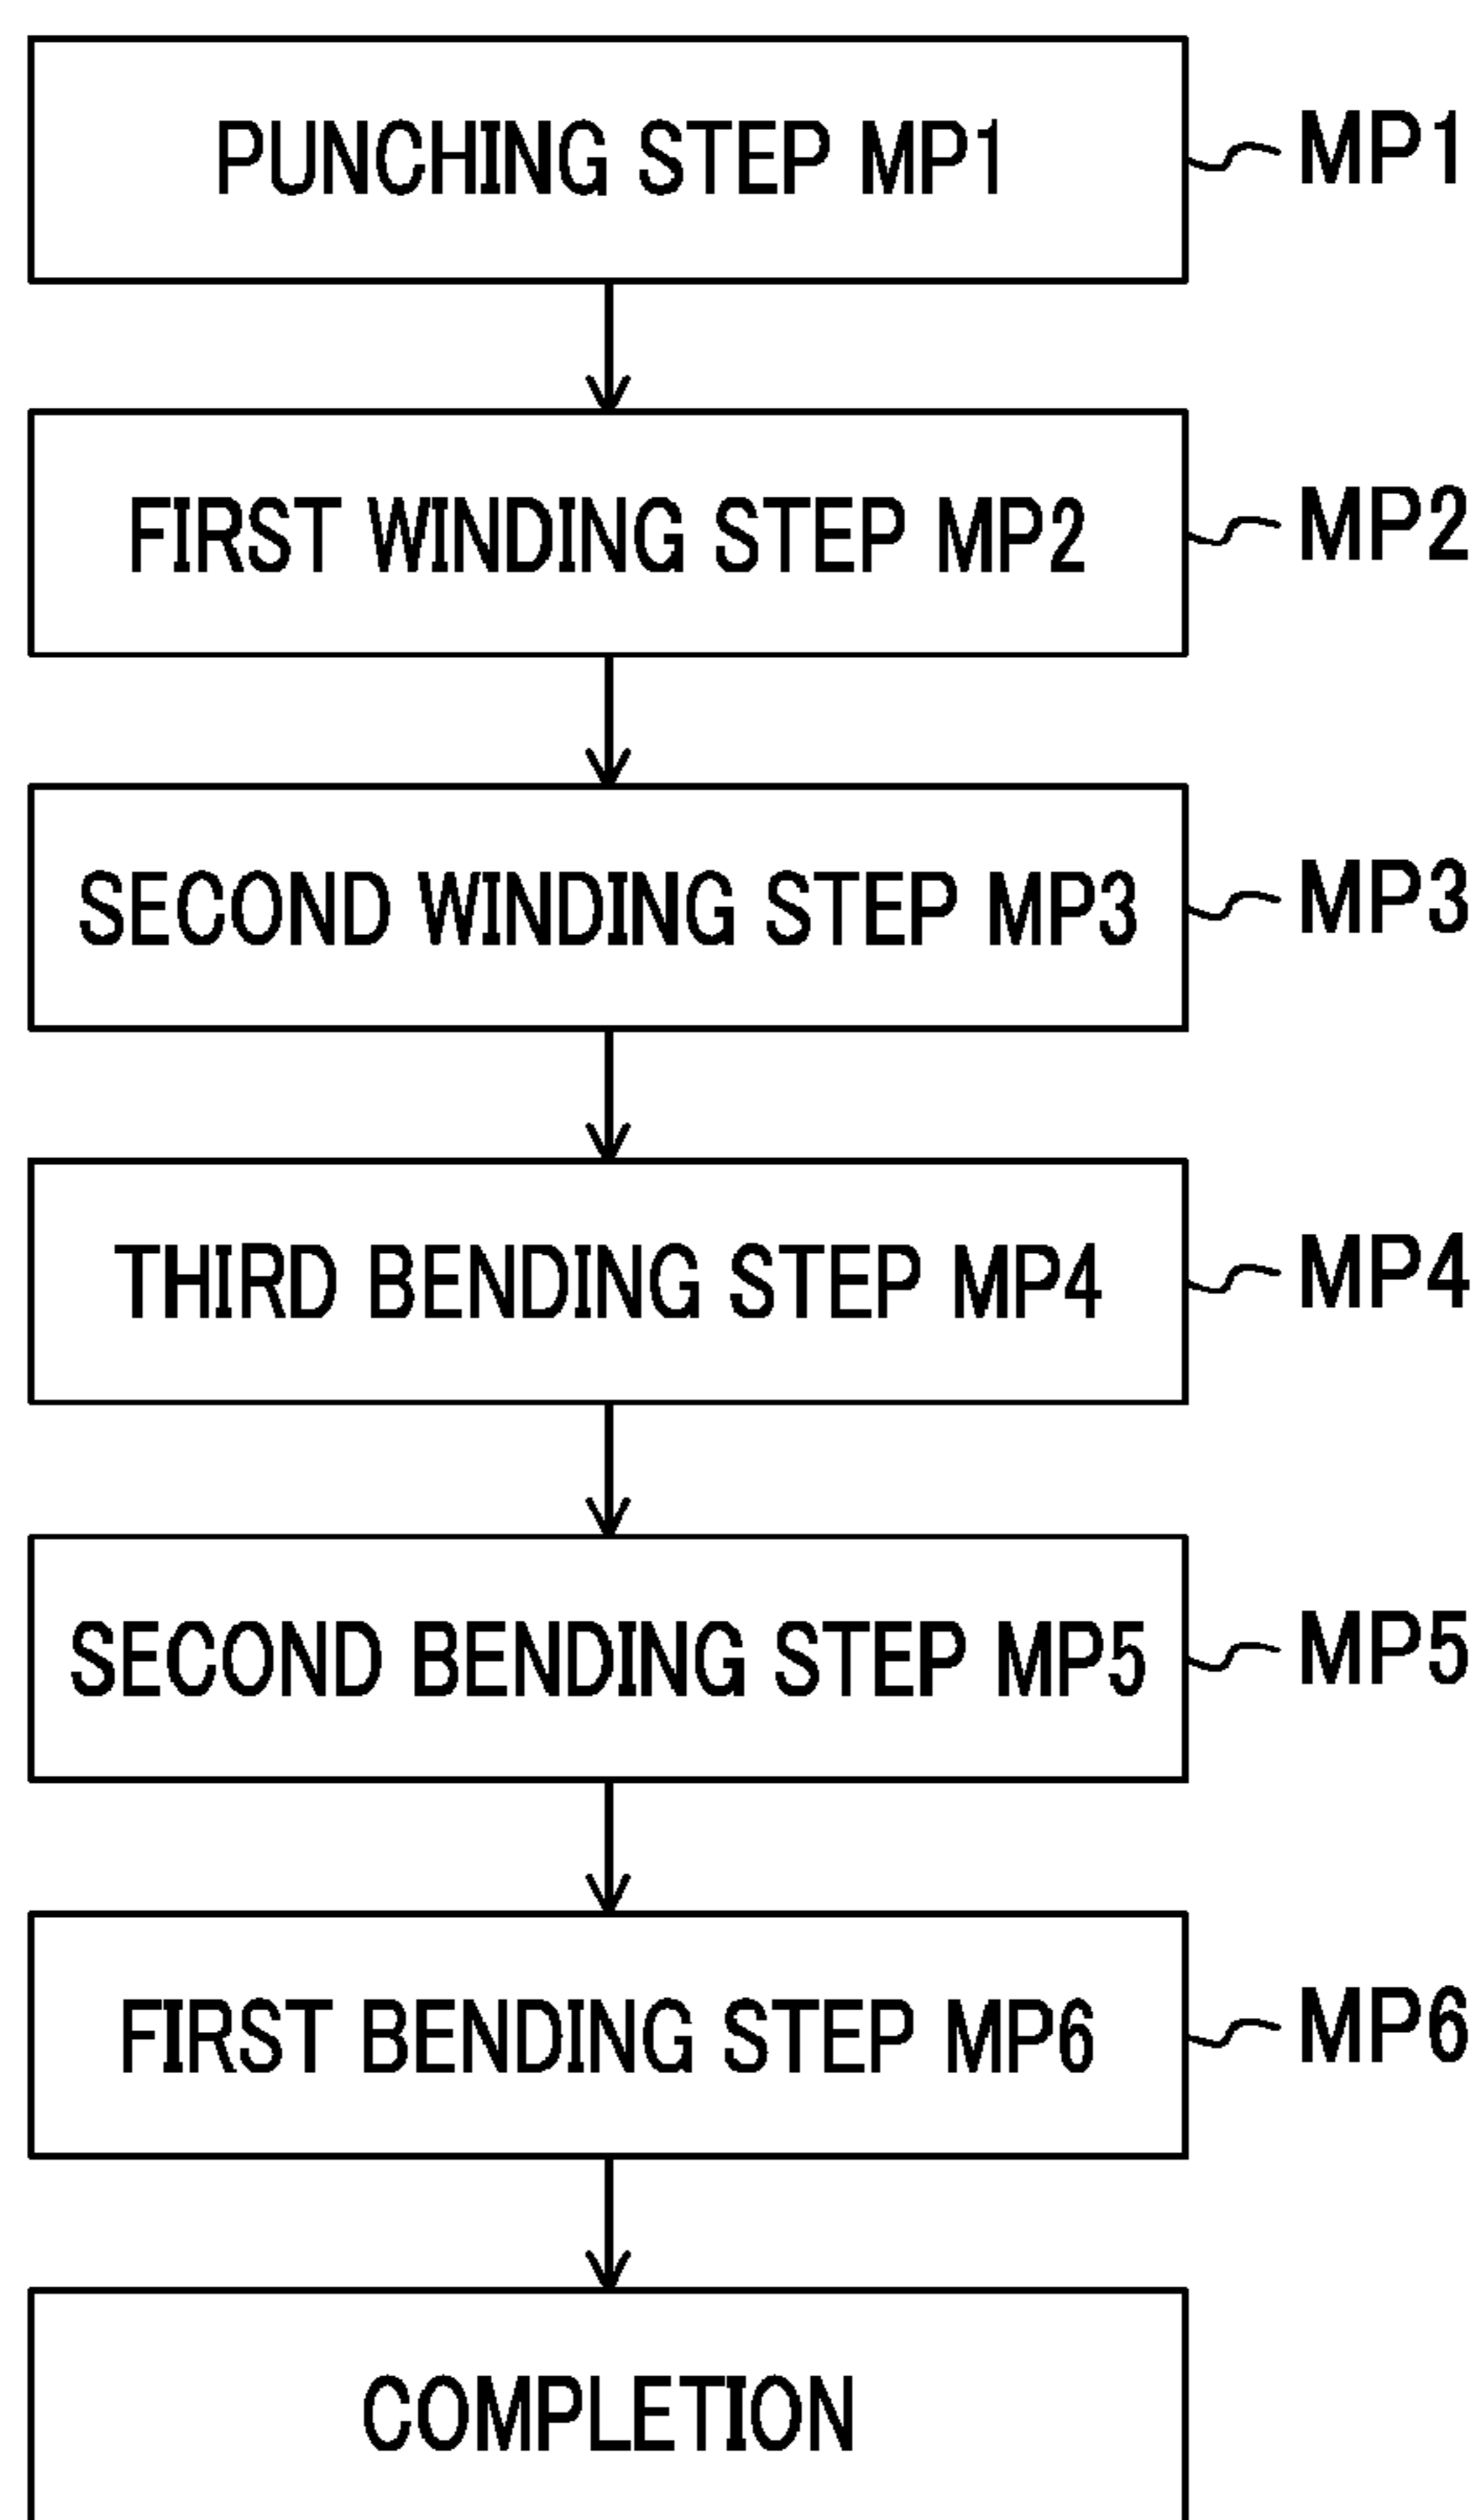 PUNCHING STEP MP1
MP1
FIRST WINDING STEP MP2
MP2
SECOND WINDING STEP MP3
MP3
THIRD BENDING STEP MP4
MP4
SECOND BENDING STEP MP5
MP5
FIRST BENDING STEP MP6
MP6
COMPLETION